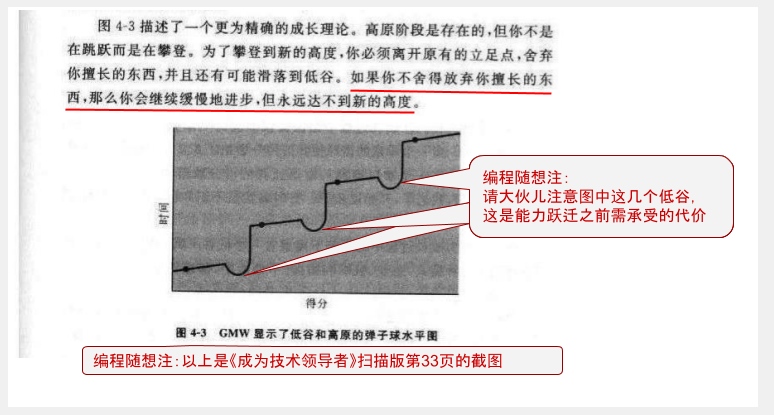 图 4-3 描述了一个更为精确的成长理论。高原阶段是存在的,但你不是
在跳跃而是在攀登。为了攀登到新的高度,你必须离开原有的立足点,舍弃
你擅长的东西,并且还有可能滑落到低谷。如果你不舍得放弃你擅长的东
西,那么你会继续缓慢地进步,但永远达不到新的高度。
编程随想注:
请大伙儿注意图中这几个低谷,
这是能力跃迁之前需承受的代价
时间
得分
图 4-3 GMW 显示了低谷和高原的弹子球水平图
编程随想注:以上是《成为技术领导者》扫描版第33页的截图